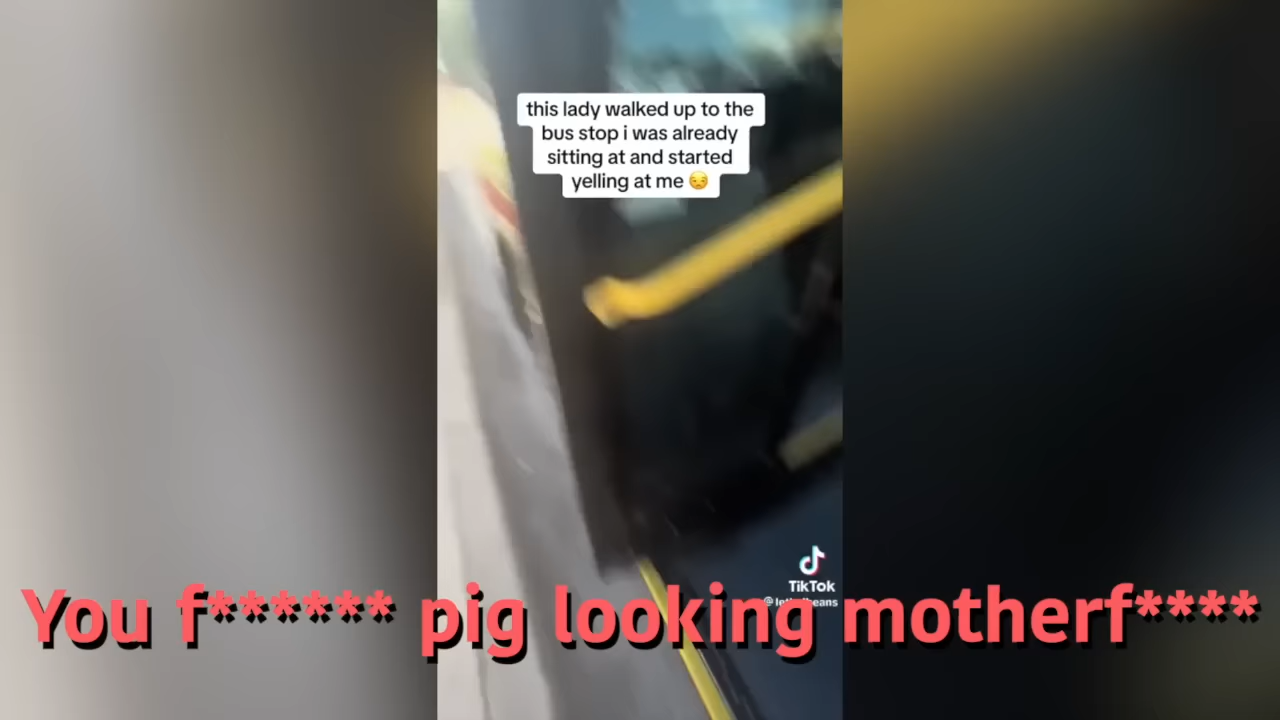 this lady walked up to the
bus stop i was already
sitting at and started
yelling at me 😒
TikTok
You f****** pig looking motherf****